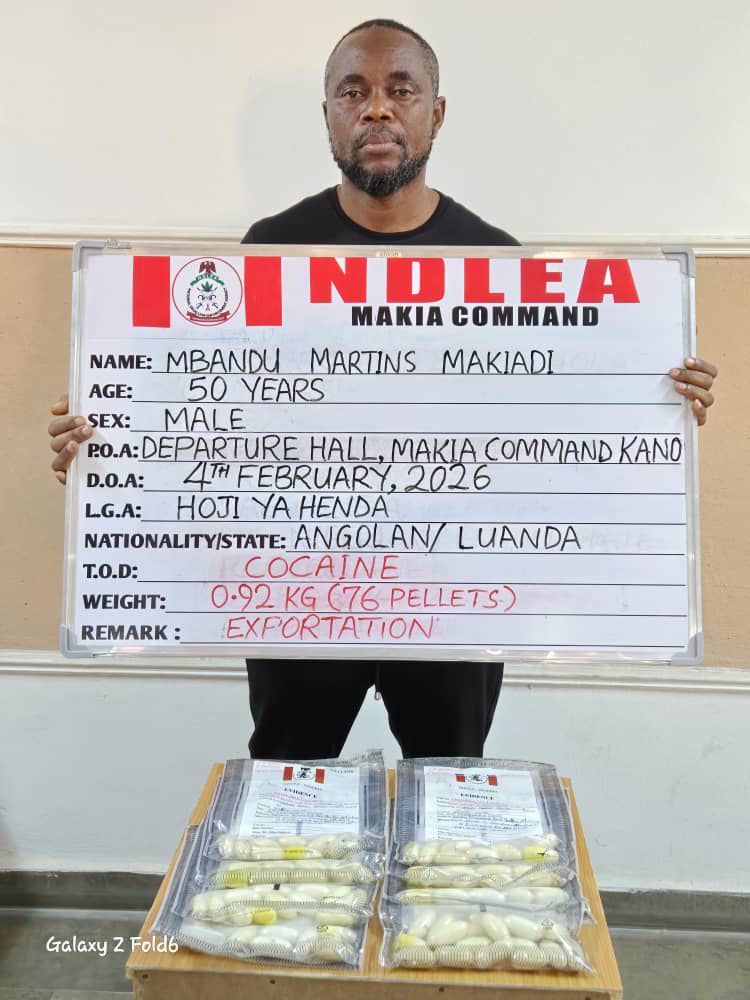 NDLEA
MAKIA COMMAND
NAME: MBANDU MARTINS MAKIADI
AGE: 50 YEARS
SEX: MALE
P.O.A: DEPARTURE HALL, MAKIA COMMAND KANO
D.O.A: 4TH FEBRUARY, 2026
L.G.A: HOJI YA HENDA
NATIONALITY/STATE: ANGOLAN/ LUANDA
T.O.D: COCAINE
WEIGHT: 0.92 KG (76 PELLETS)
REMARK: EXPORTATION
EVIDENCE
EVIDENCE
Galaxy Z Fold6